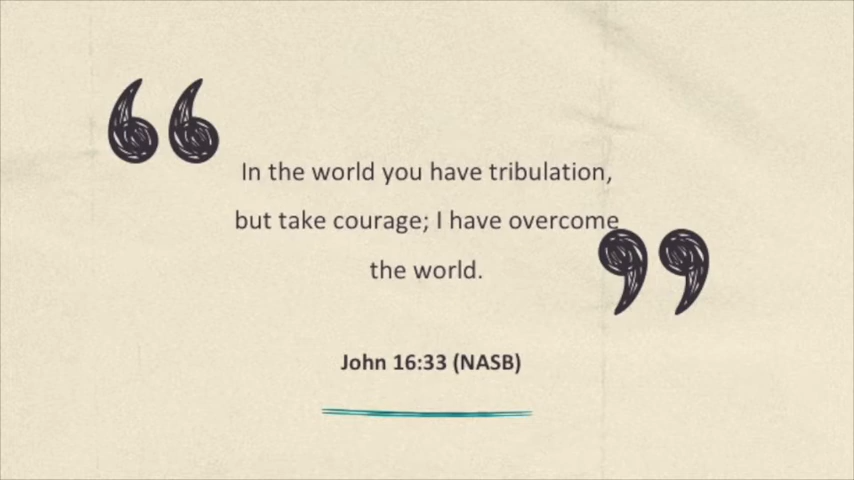 In the world you have tribulation,
but take courage; I have overcome
the world.
John 16:33 (NASB)